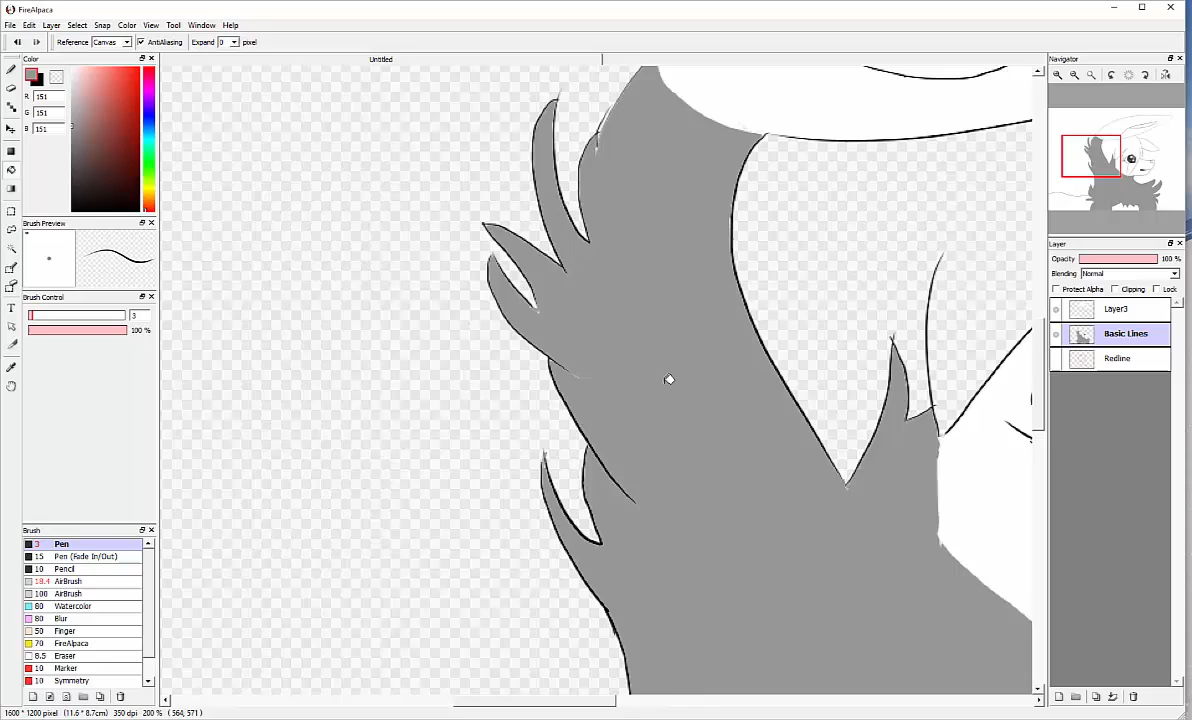 FireAlpaca
File Edit Layer Select Snap Color View Tool Window Help
Reference Canvas AntiAliasing Expand 0 pixel
Color
Untitled
Navigator
R 151
G 151
B 151
Brush Preview
Brush Control
3
100 %
Layer
Opacity 100 %
Blending Normal
Protect Alpha Clipping Lock
Layer3
Basic Lines
Redline
Brush
3 Pen
15 Pen (Fade In/Out)
10 Pencil
18.4 AirBrush
100 AirBrush
80 Watercolor
80 Blur
50 Finger
70 FireAlpaca
8.5 Eraser
10 Marker
10 Symmetry
1600 * 1200 pixel (11.6 * 8.7cm) 350 dpi 200 % ( 564, 571 )